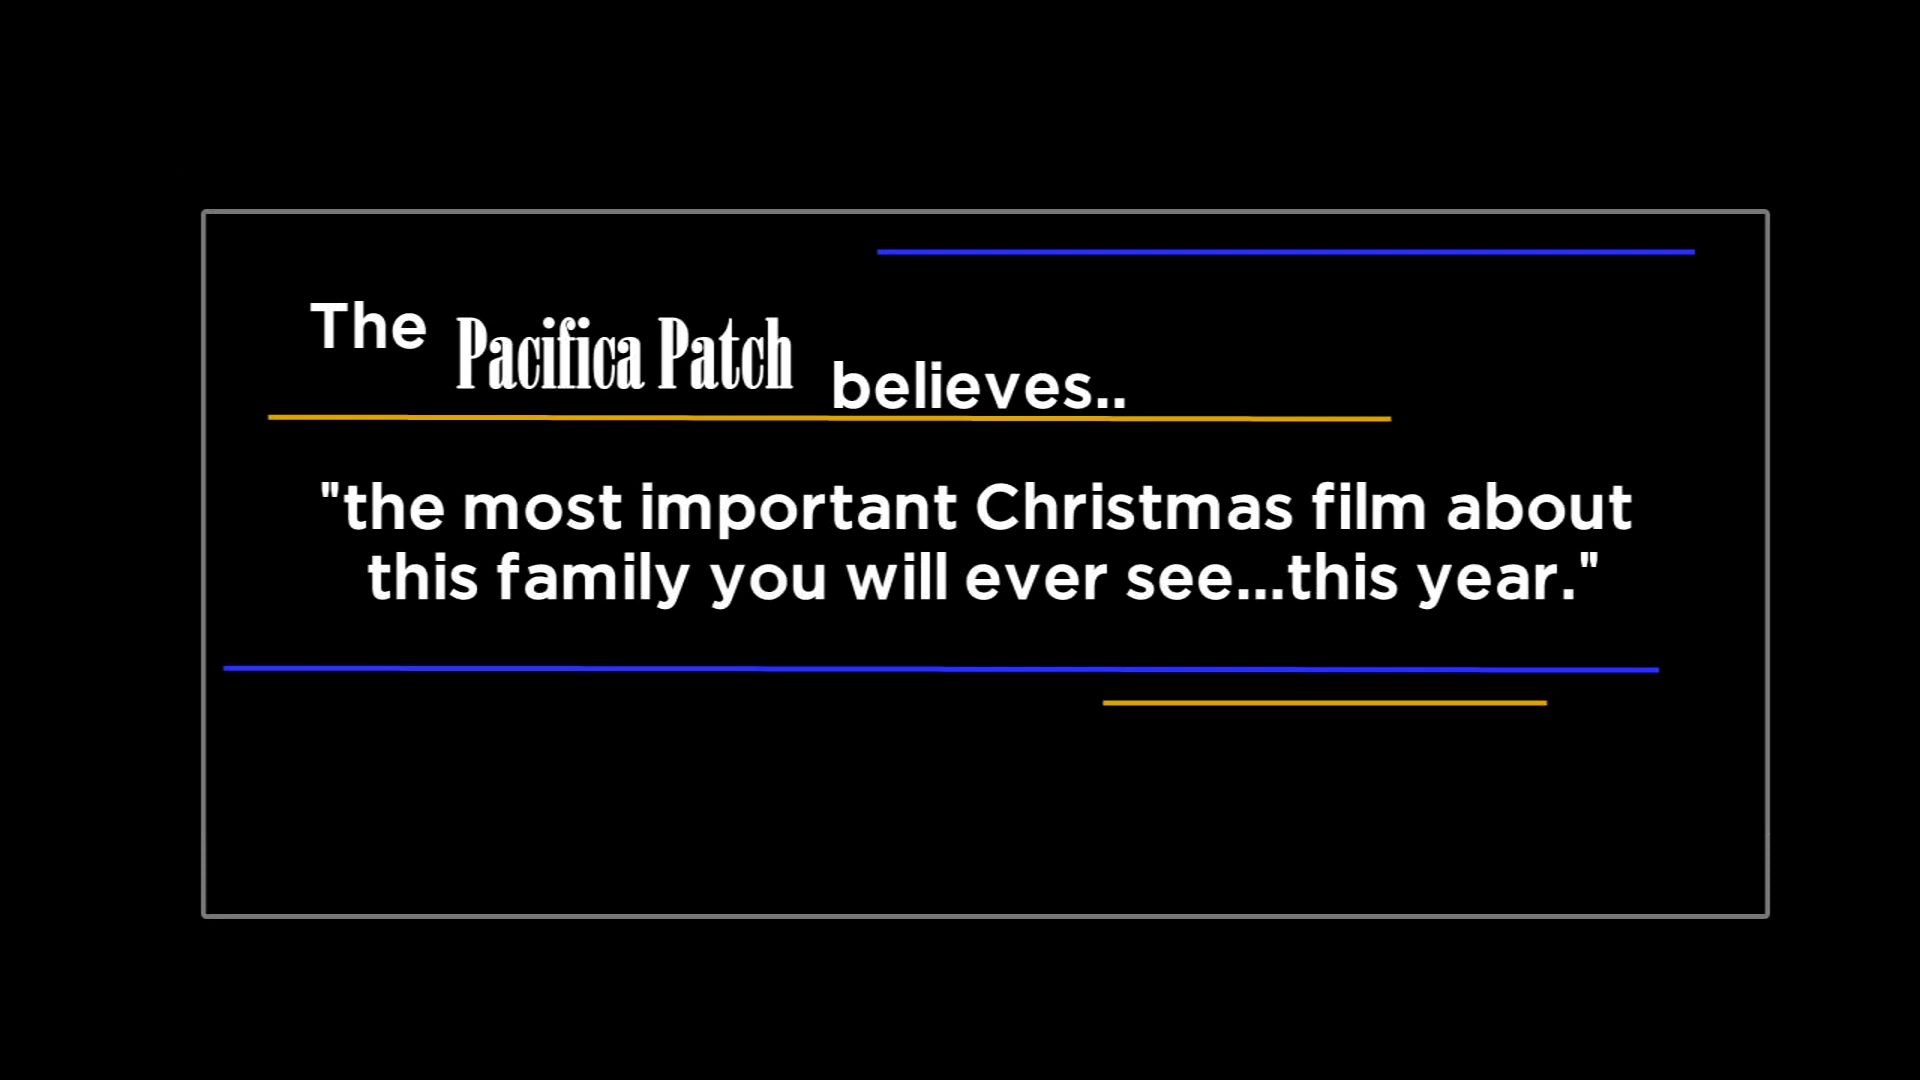 The Pacifica Patch believes..
"the most important Christmas film about
this family you will ever see...this year."